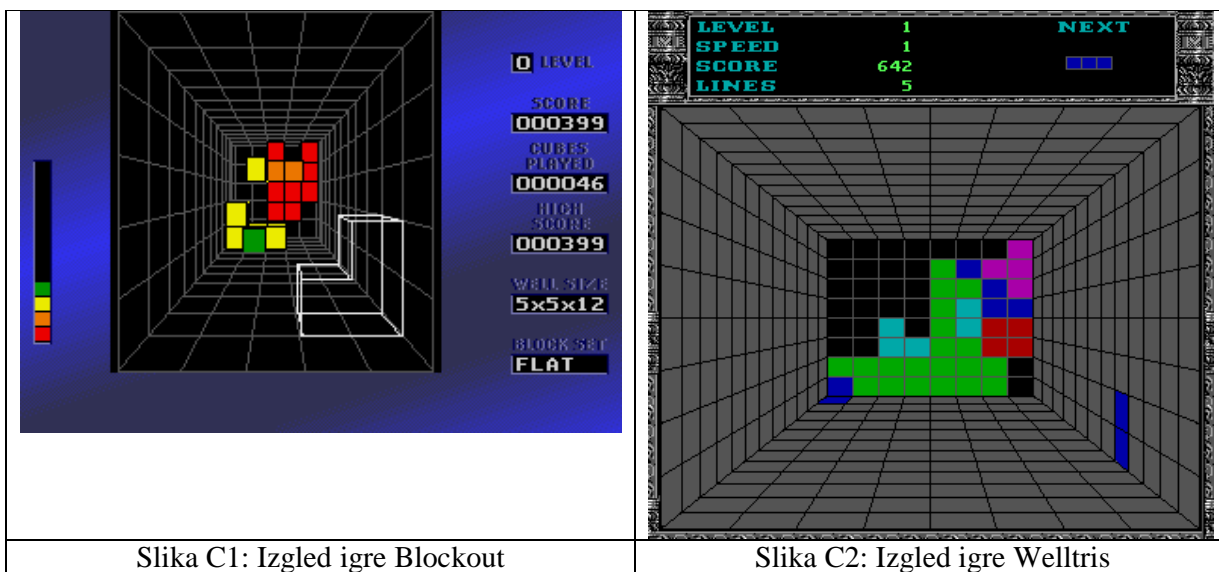 0 LEVEL
SCORE
000399
CUBES
PLAYED
000046
HIGH
SCORE
000399
WELL SIZE
5x5x12
BLOCK SET
FLAT
LEVEL 1 NEXT
SPEED 1
SCORE 642
LINES 5
Slika C1: Izgled igre Blockout
Slika C2: Izgled igre Welltris